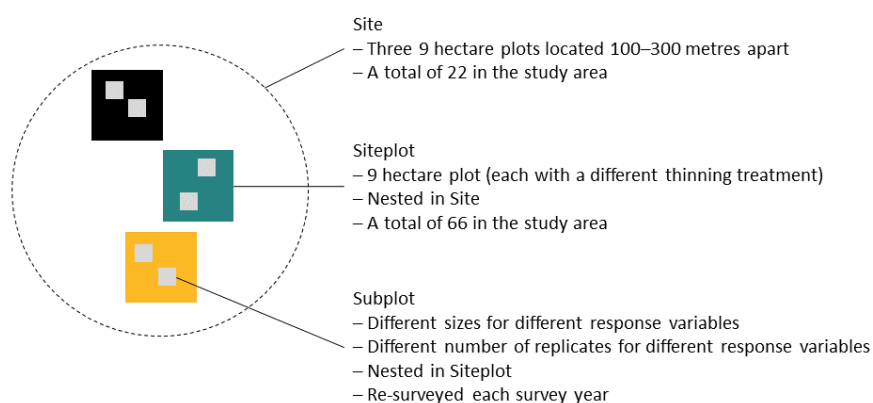 Site
– Three 9 hectare plots located 100–300 metres apart
– A total of 22 in the study area
Siteplot
– 9 hectare plot (each with a different thinning treatment)
– Nested in Site
– A total of 66 in the study area
Subplot
– Different sizes for different response variables
– Different number of replicates for different response variables
– Nested in Siteplot
– Re-surveyed each survey year